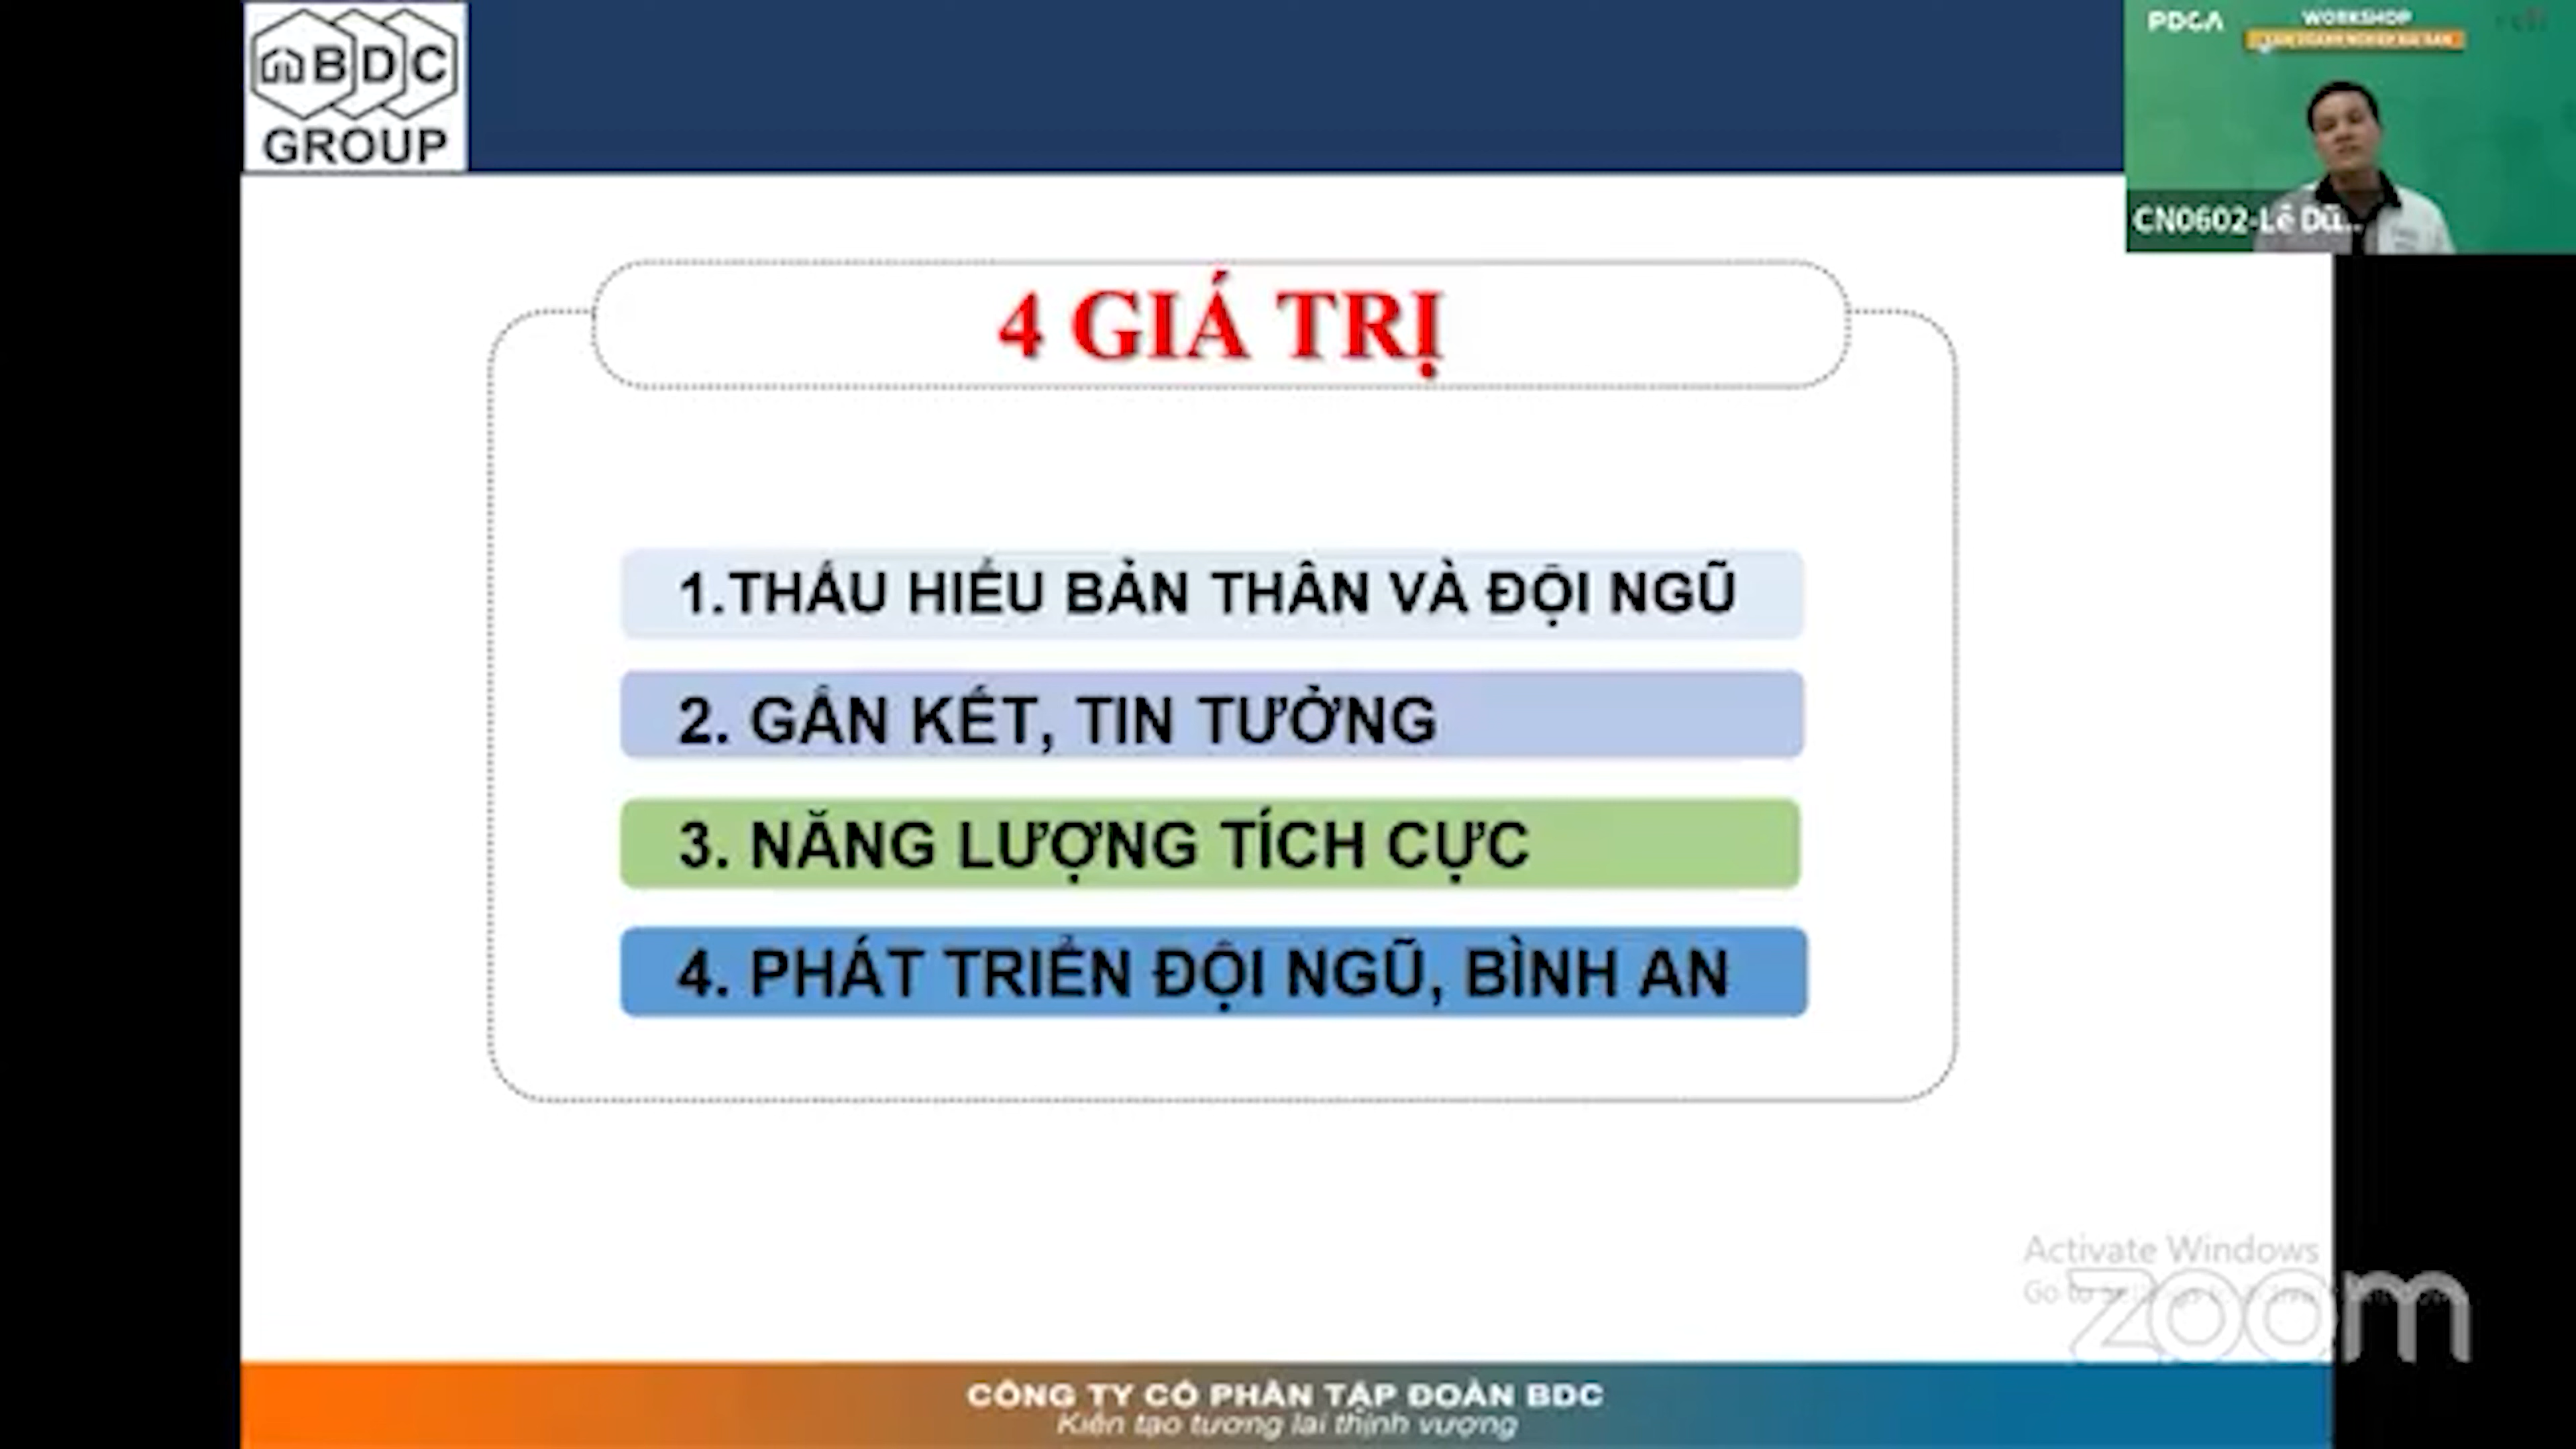 BDC
GROUP
PDCA
WORKSHOP
CN0602-Lê Dũ...
4 GIÁ TRỊ
1.THẤU HIỂU BẢN THÂN VÀ ĐỘI NGŨ
2. GẮN KẾT, TIN TƯỞNG
3. NĂNG LƯỢNG TÍCH CỰC
4. PHÁT TRIỂN ĐỘI NGŨ, BÌNH AN
Activate Windows
Go to
zoom
CÔNG TY CỔ PHẦN TẬP ĐOÀN BDC
Kiến tạo tương lai thịnh vượng